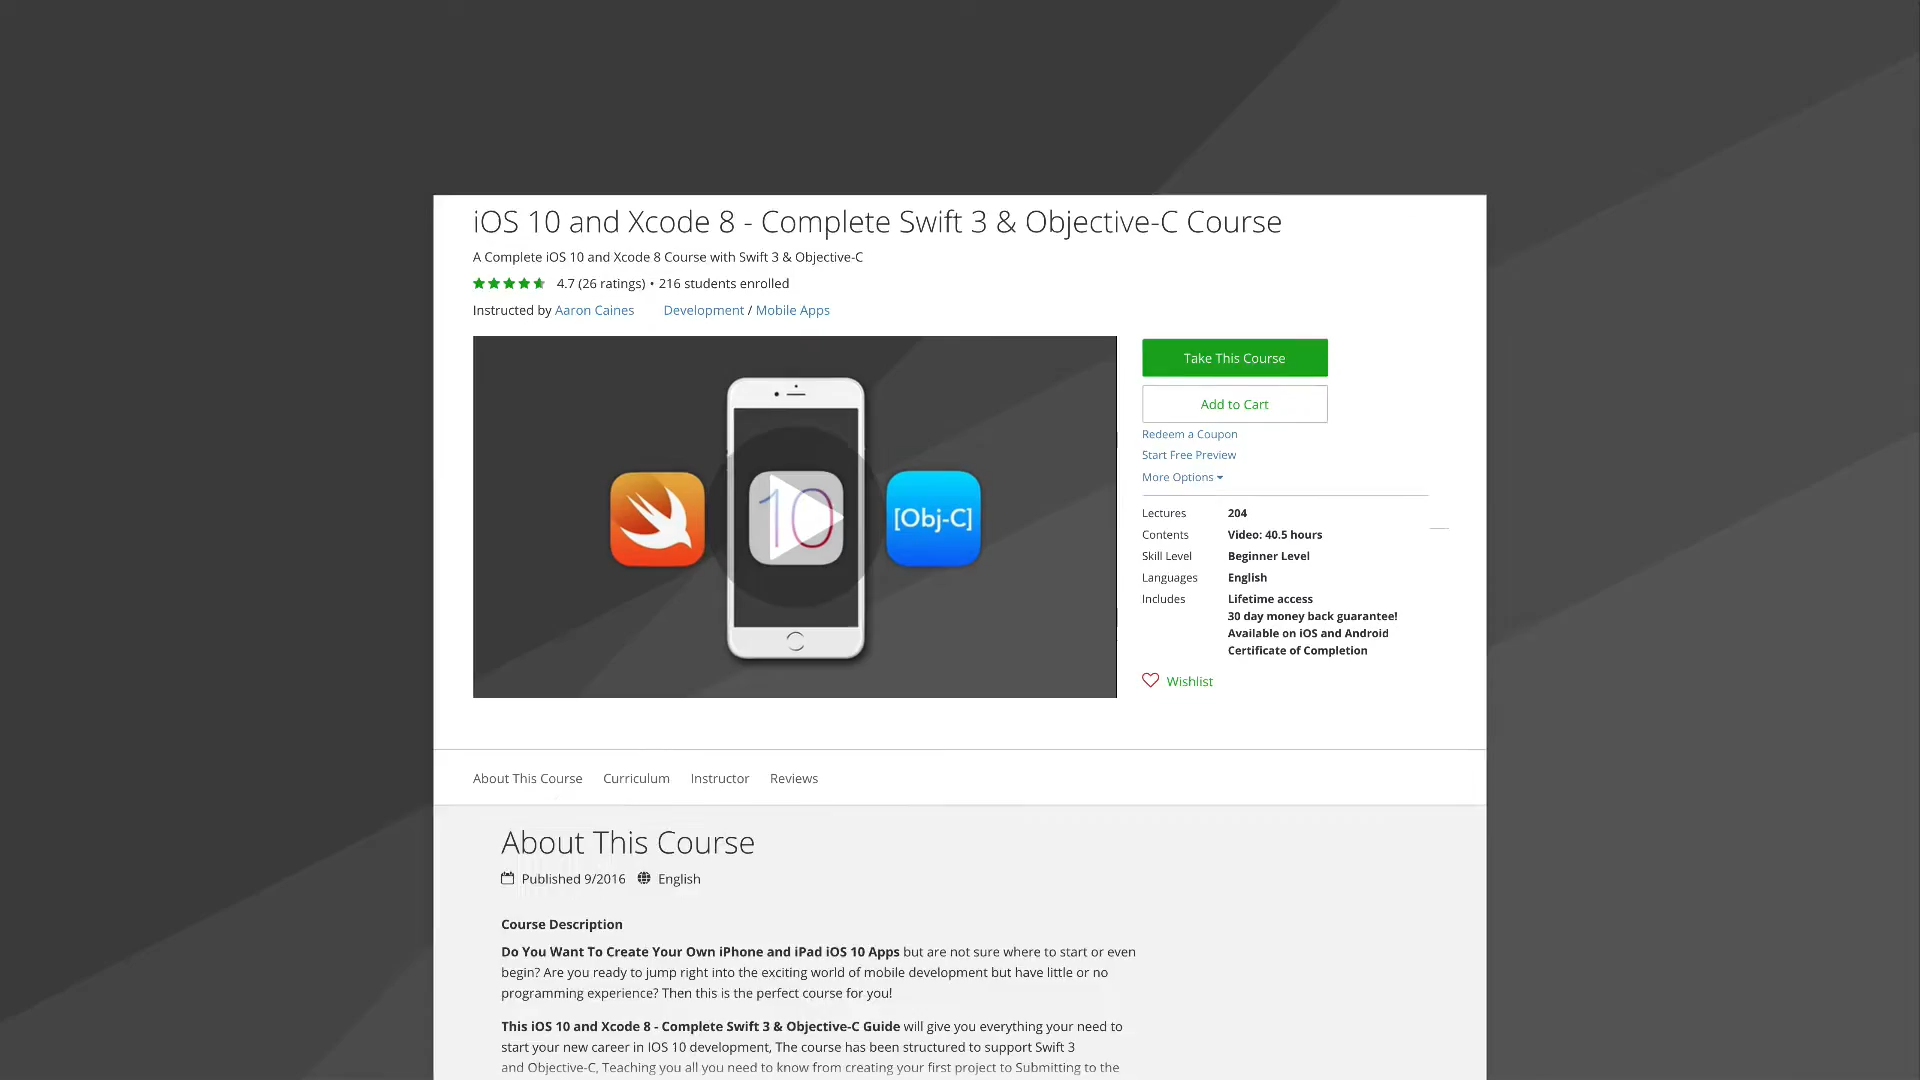 iOS 10 and Xcode 8 - Complete Swift 3 & Objective-C Course
A Complete iOS 10 and Xcode 8 Course with Swift 3 & Objective-C
4.7 (26 ratings) • 216 students enrolled
Instructed by Aaron Caines Development / Mobile Apps
10
[Obj-C]
Take This Course
Add to Cart
Redeem a Coupon
Start Free Preview
More Options
Lectures 204
Contents Video: 40.5 hours
Skill Level Beginner Level
Languages English
Includes Lifetime access
30 day money back guarantee!
Available on iOS and Android
Certificate of Completion
Wishlist
About This Course Curriculum Instructor Reviews
About This Course
Published 9/2016 English
Course Description
Do You Want To Create Your Own iPhone and iPad iOS 10 Apps but are not sure where to start or even
begin? Are you ready to jump right into the exciting world of mobile development but have little or no
programming experience? Then this is the perfect course for you!
This iOS 10 and Xcode 8 - Complete Swift 3 & Objective-C Guide will give you everything your need to
start your new career in IOS 10 development, The course has been structured to support Swift 3
and Objective-C, Teaching you all you need to know from creating your first project to Submitting to the